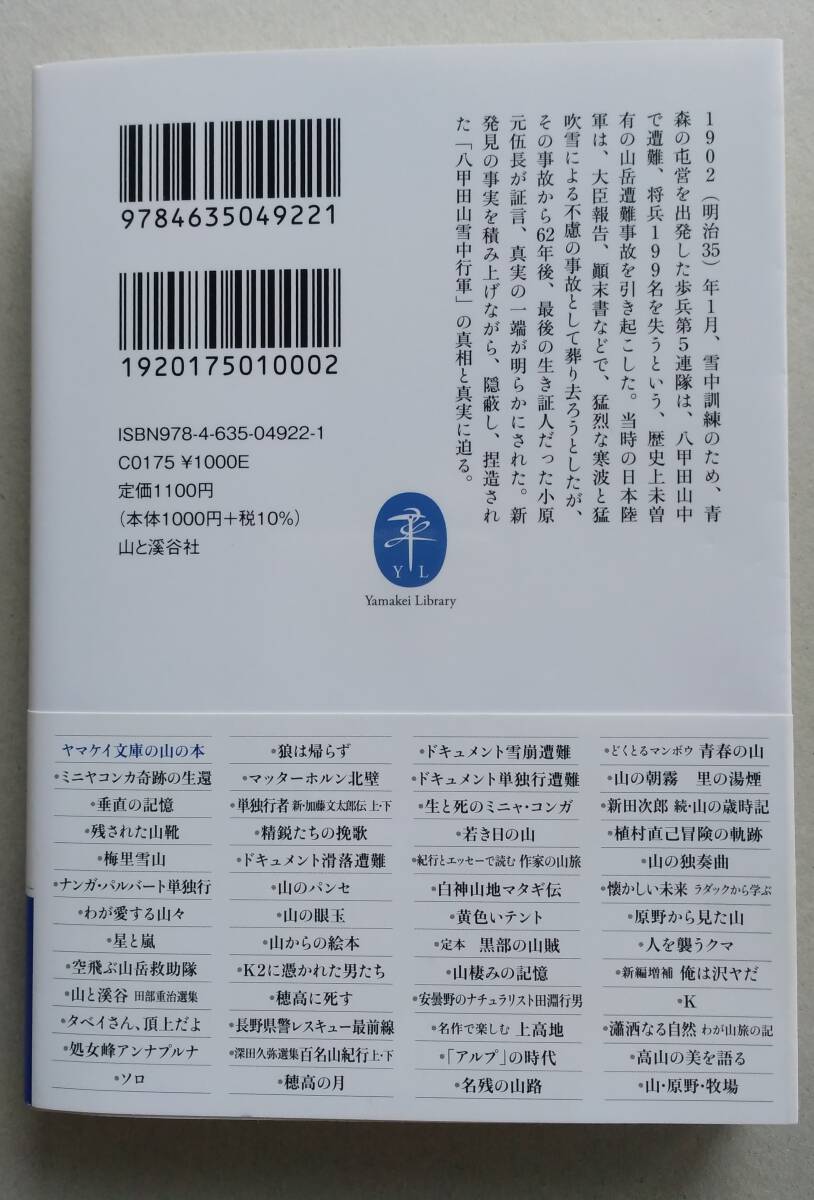 1902（明治35）年1月、雪中訓練のため、青
森の屯営を出発した歩兵第5連隊は、八甲田山中
で遭難、将兵199名を失うという、歴史上未曽
有の山岳遭難事故を引き起こした。当時の日本陸
軍は、大臣報告、顛末書などで、猛烈な寒波と猛
吹雪による不慮の事故として葬り去ろうとしたが、
その事故から62年後、最後の生き証人だった小原
元伍長が証言、真実の一端が明らかにされた。新
発見の事実を積み上げながら、隠蔽し、捏造され
た「八甲田山雪中行軍」の真相と真実に迫る。
9784635049221
1920175010002
ISBN978-4-635-04922-1
C0175 ¥1000E
定価1100円
（本体1000円＋税10%）
山と溪谷社
Y L
Yamakei Library
ヤマケイ文庫の山の本
•ミニヤコンカ奇跡の生還
•垂直の記憶
•残された山靴
•梅里雪山
•ナンガ・パルバート単独行
•わが愛する山々
•星と嵐
•空飛ぶ山岳救助隊
•山と溪谷 田部重治選集
•タベイさん、頂上だよ
•処女峰アンナプルナ
•ソロ
•狼は帰らず
•マッターホルン北壁
•単独行者 新・加藤文太郎伝 上・下
•精鋭たちの挽歌
•ドキュメント滑落遭難
•山のパンセ
•山の眼玉
•山からの絵本
•K2に憑かれた男たち
•穂高に死す
•長野県警レスキュー最前線
•深田久弥選集 百名山紀行 上・下
•穂高の月
•ドキュメント雪崩遭難
•ドキュメント単独行遭難
•生と死のミニャ・コンガ
•若き日の山
•紀行とエッセーで読む 作家の山旅
•白神山地マタギ伝
•黄色いテント
•定本 黒部の山賊
•山棲みの記憶
•安曇野のナチュラリスト田淵行男
•名作で楽しむ 上高地
•「アルプ」の時代
•名残の山路
•どくとるマンボウ 青春の山
•山の朝霧 里の湯煙
•新田次郎 続・山の歳時記
•植村直己冒険の軌跡
•山の独奏曲
•懐かしい未来 ラダックから学ぶ
•原野から見た山
•人を襲うクマ
•新編増補 俺は沢ヤだ
•K
•瀟洒なる自然 わが山旅の記
•高山の美を語る
•山・原野・牧場